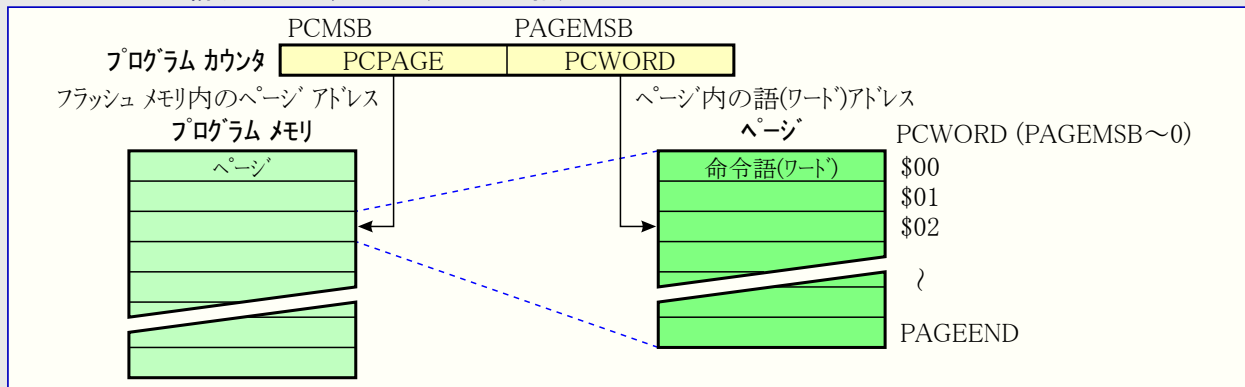 PCMSB PAGEMSB
プログラム カウンタ PCPAGE PCWORD
フラッシュ メモリ内のページ アドレス ページ内の語(ワード)アドレス
プログラム メモリ ページ PCWORD (PAGEMSB～0)
ページ 命令語(ワード) $00
$01
$02
～
PAGEEND